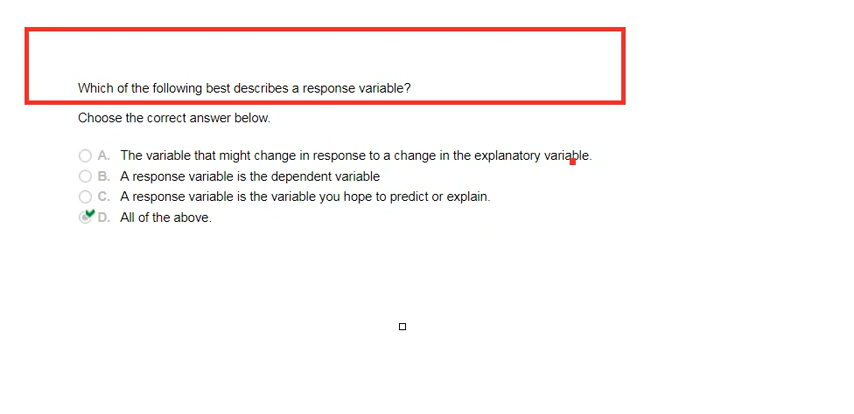 Which of the following best describes a response variable?
Choose the correct answer below.
A. The variable that might change in response to a change in the explanatory variable.
B. A response variable is the dependent variable
C. A response variable is the variable you hope to predict or explain.
D. All of the above.